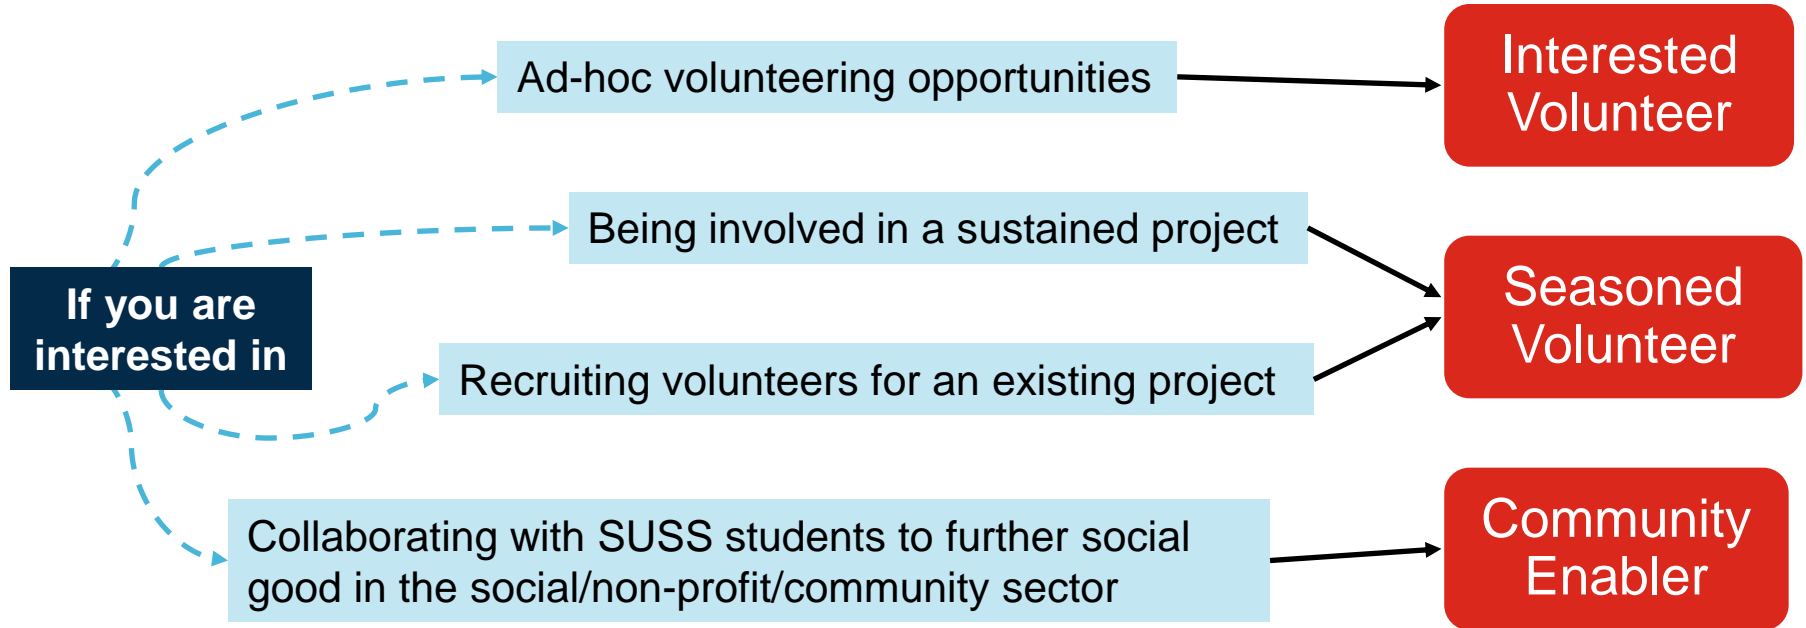 Ad-hoc volunteering opportunities
Interested
Volunteer
Being involved in a sustained project
If you are
interested in
Seasoned
Volunteer
Recruiting volunteers for an existing project
Collaborating with SUSS students to further social
good in the social/non-profit/community sector
Community
Enabler